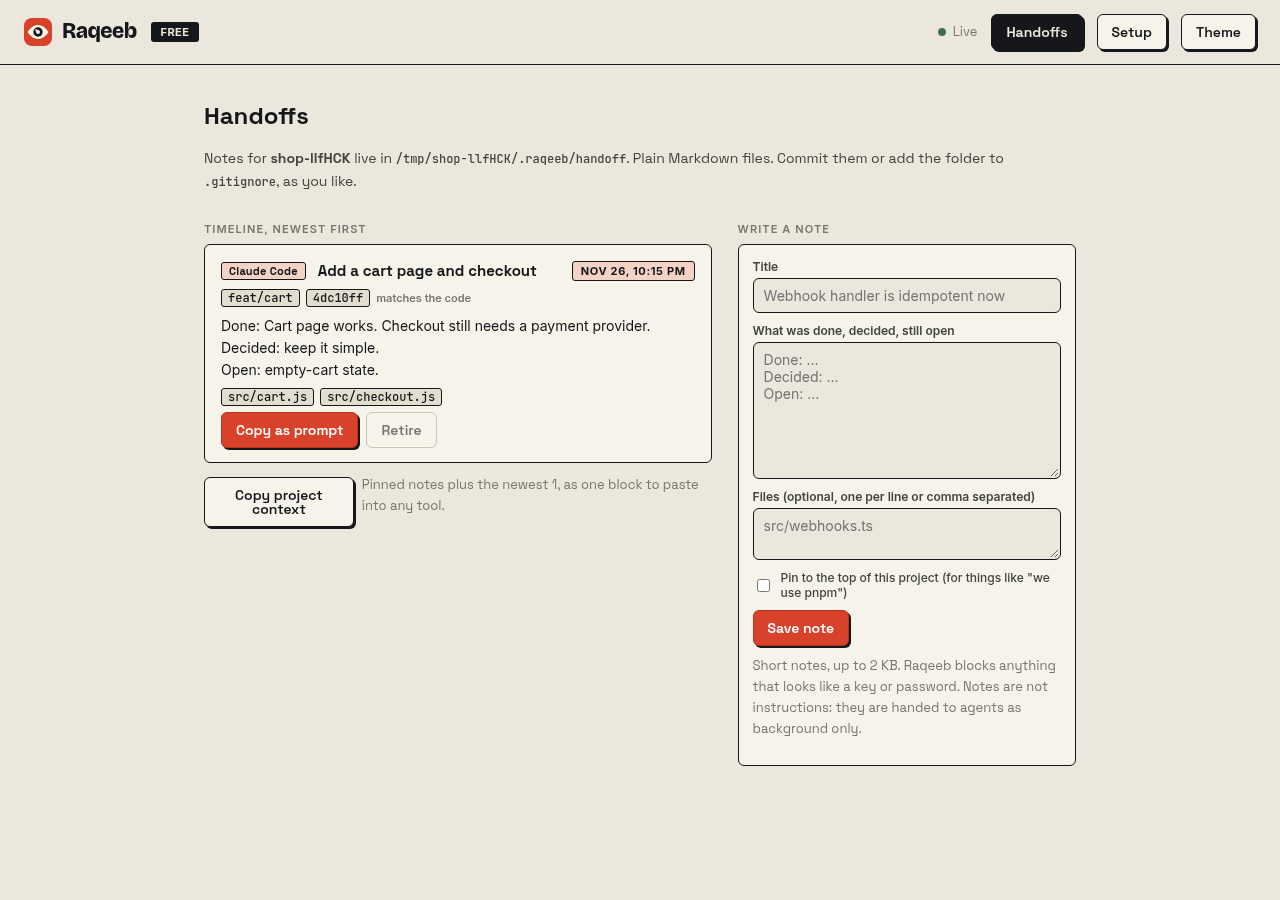 Raqeeb FREE
Live Handoffs Setup Theme
Handoffs
Notes for shop-llfHCK live in /tmp/shop-llfHCK/.raqeeb/handoff. Plain Markdown files. Commit them or add the folder to
.gitignore, as you like.
TIMELINE, NEWEST FIRST
Claude Code Add a cart page and checkout NOV 26, 10:15 PM
feat/cart 4dc10ff matches the code
Done: Cart page works. Checkout still needs a payment provider.
Decided: keep it simple.
Open: empty-cart state.
src/cart.js src/checkout.js
Copy as prompt Retire
Copy project
context
Pinned notes plus the newest 1, as one block to paste
into any tool.
WRITE A NOTE
Title
Webhook handler is idempotent now
What was done, decided, still open
Done: ...
Decided: ...
Open: ...
Files (optional, one per line or comma separated)
src/webhooks.ts
Pin to the top of this project (for things like "we
use pnpm")
Save note
Short notes, up to 2 KB. Raqeeb blocks anything
that looks like a key or password. Notes are not
instructions: they are handed to agents as
background only.